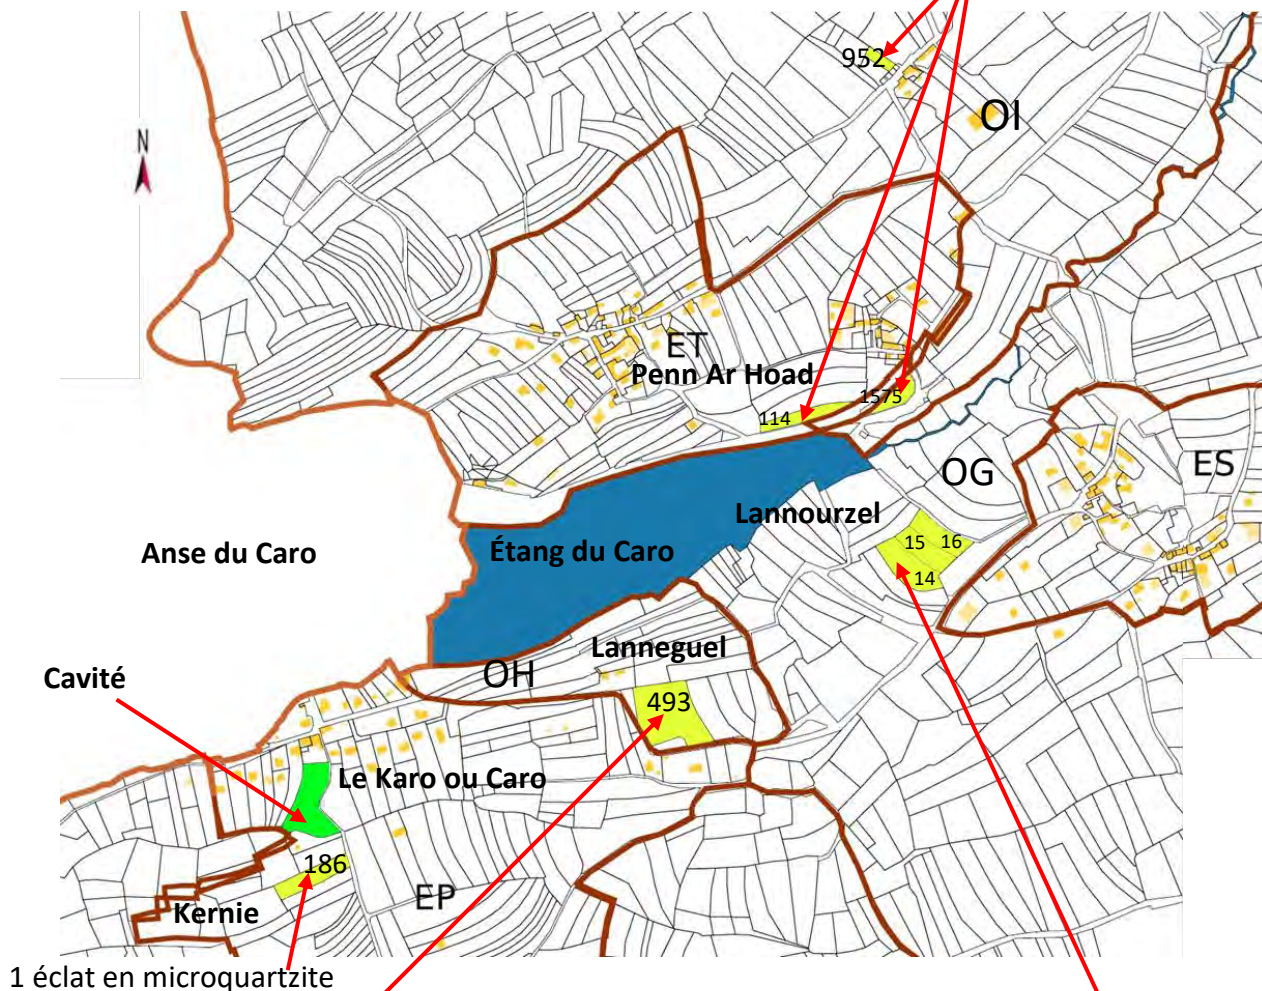 952
OI
N
ET
Penn Ar Hoad
1575
114
OG
ES
Lannourzel
Anse du Caro
Étang du Caro
15 16
14
Lanneguel
OH
Cavité
493
Le Karo ou Caro
186
EP
Kernie
1 éclat en microquartzite